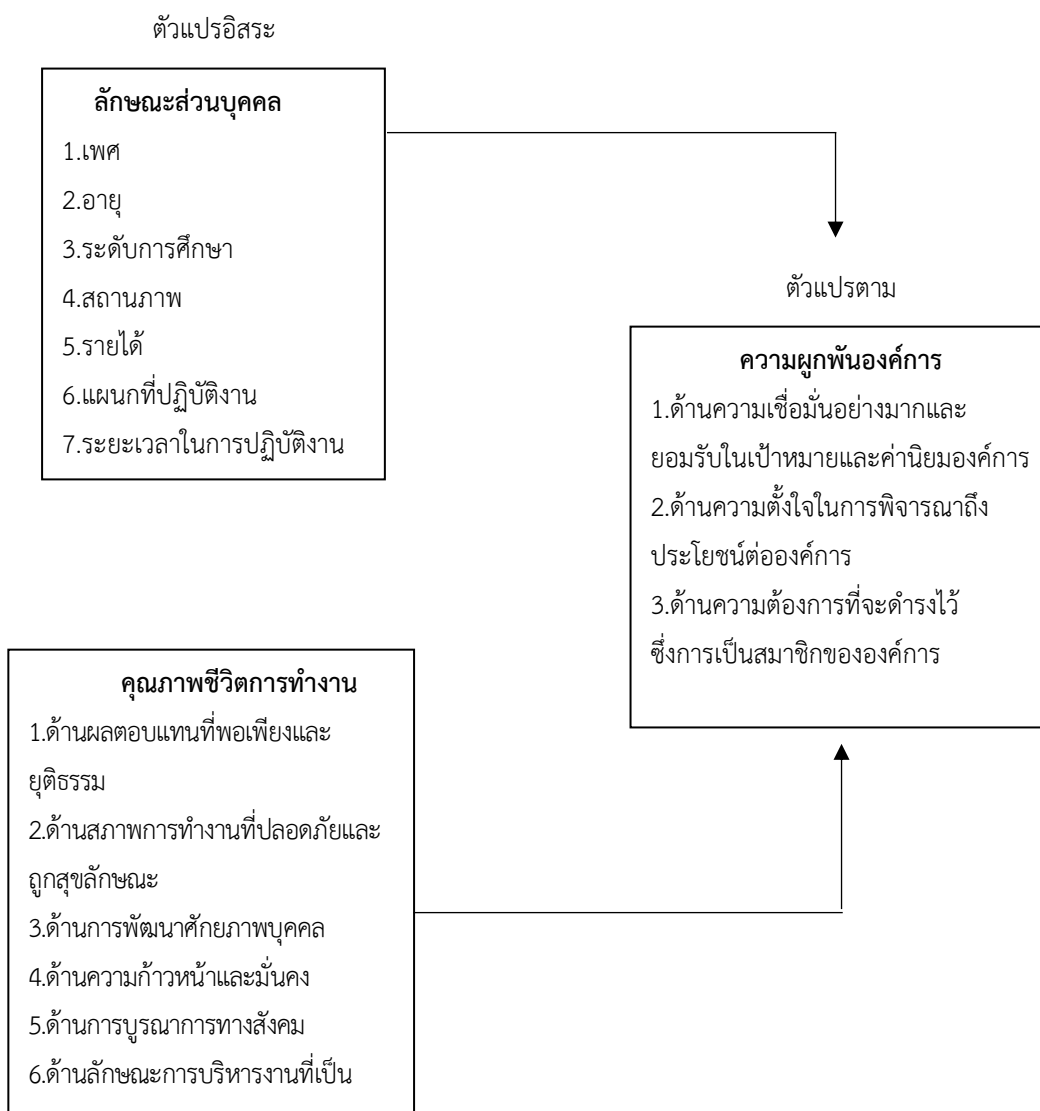 ตัวแปรอิสระ
ลักษณะส่วนบุคคล
1.เพศ
2.อายุ
3.ระดับการศึกษา
4.สถานภาพ
5.รายได้
6.แผนกที่ปฏิบัติงาน
7.ระยะเวลาในการปฏิบัติงาน
ตัวแปรตาม
ความผูกพันองค์การ
1.ด้านความเชื่อมั่นอย่างมากและ
ยอมรับในเป้าหมายและค่านิยมองค์การ
2.ด้านความตั้งใจในการพิจารณาถึง
ประโยชน์ต่อองค์การ
3.ด้านความต้องการที่จะดำรงไว้
ซึ่งการเป็นสมาชิกขององค์การ
คุณภาพชีวิตการทำงาน
1.ด้านผลตอบแทนที่พอเพียงและ
ยุติธรรม
2.ด้านสภาพการทำงานที่ปลอดภัยและ
ถูกสุขลักษณะ
3.ด้านการพัฒนาศักยภาพบุคคล
4.ด้านความก้าวหน้าและมั่นคง
5.ด้านการบูรณาการทางสังคม
6.ด้านลักษณะการบริหารงานที่เป็น